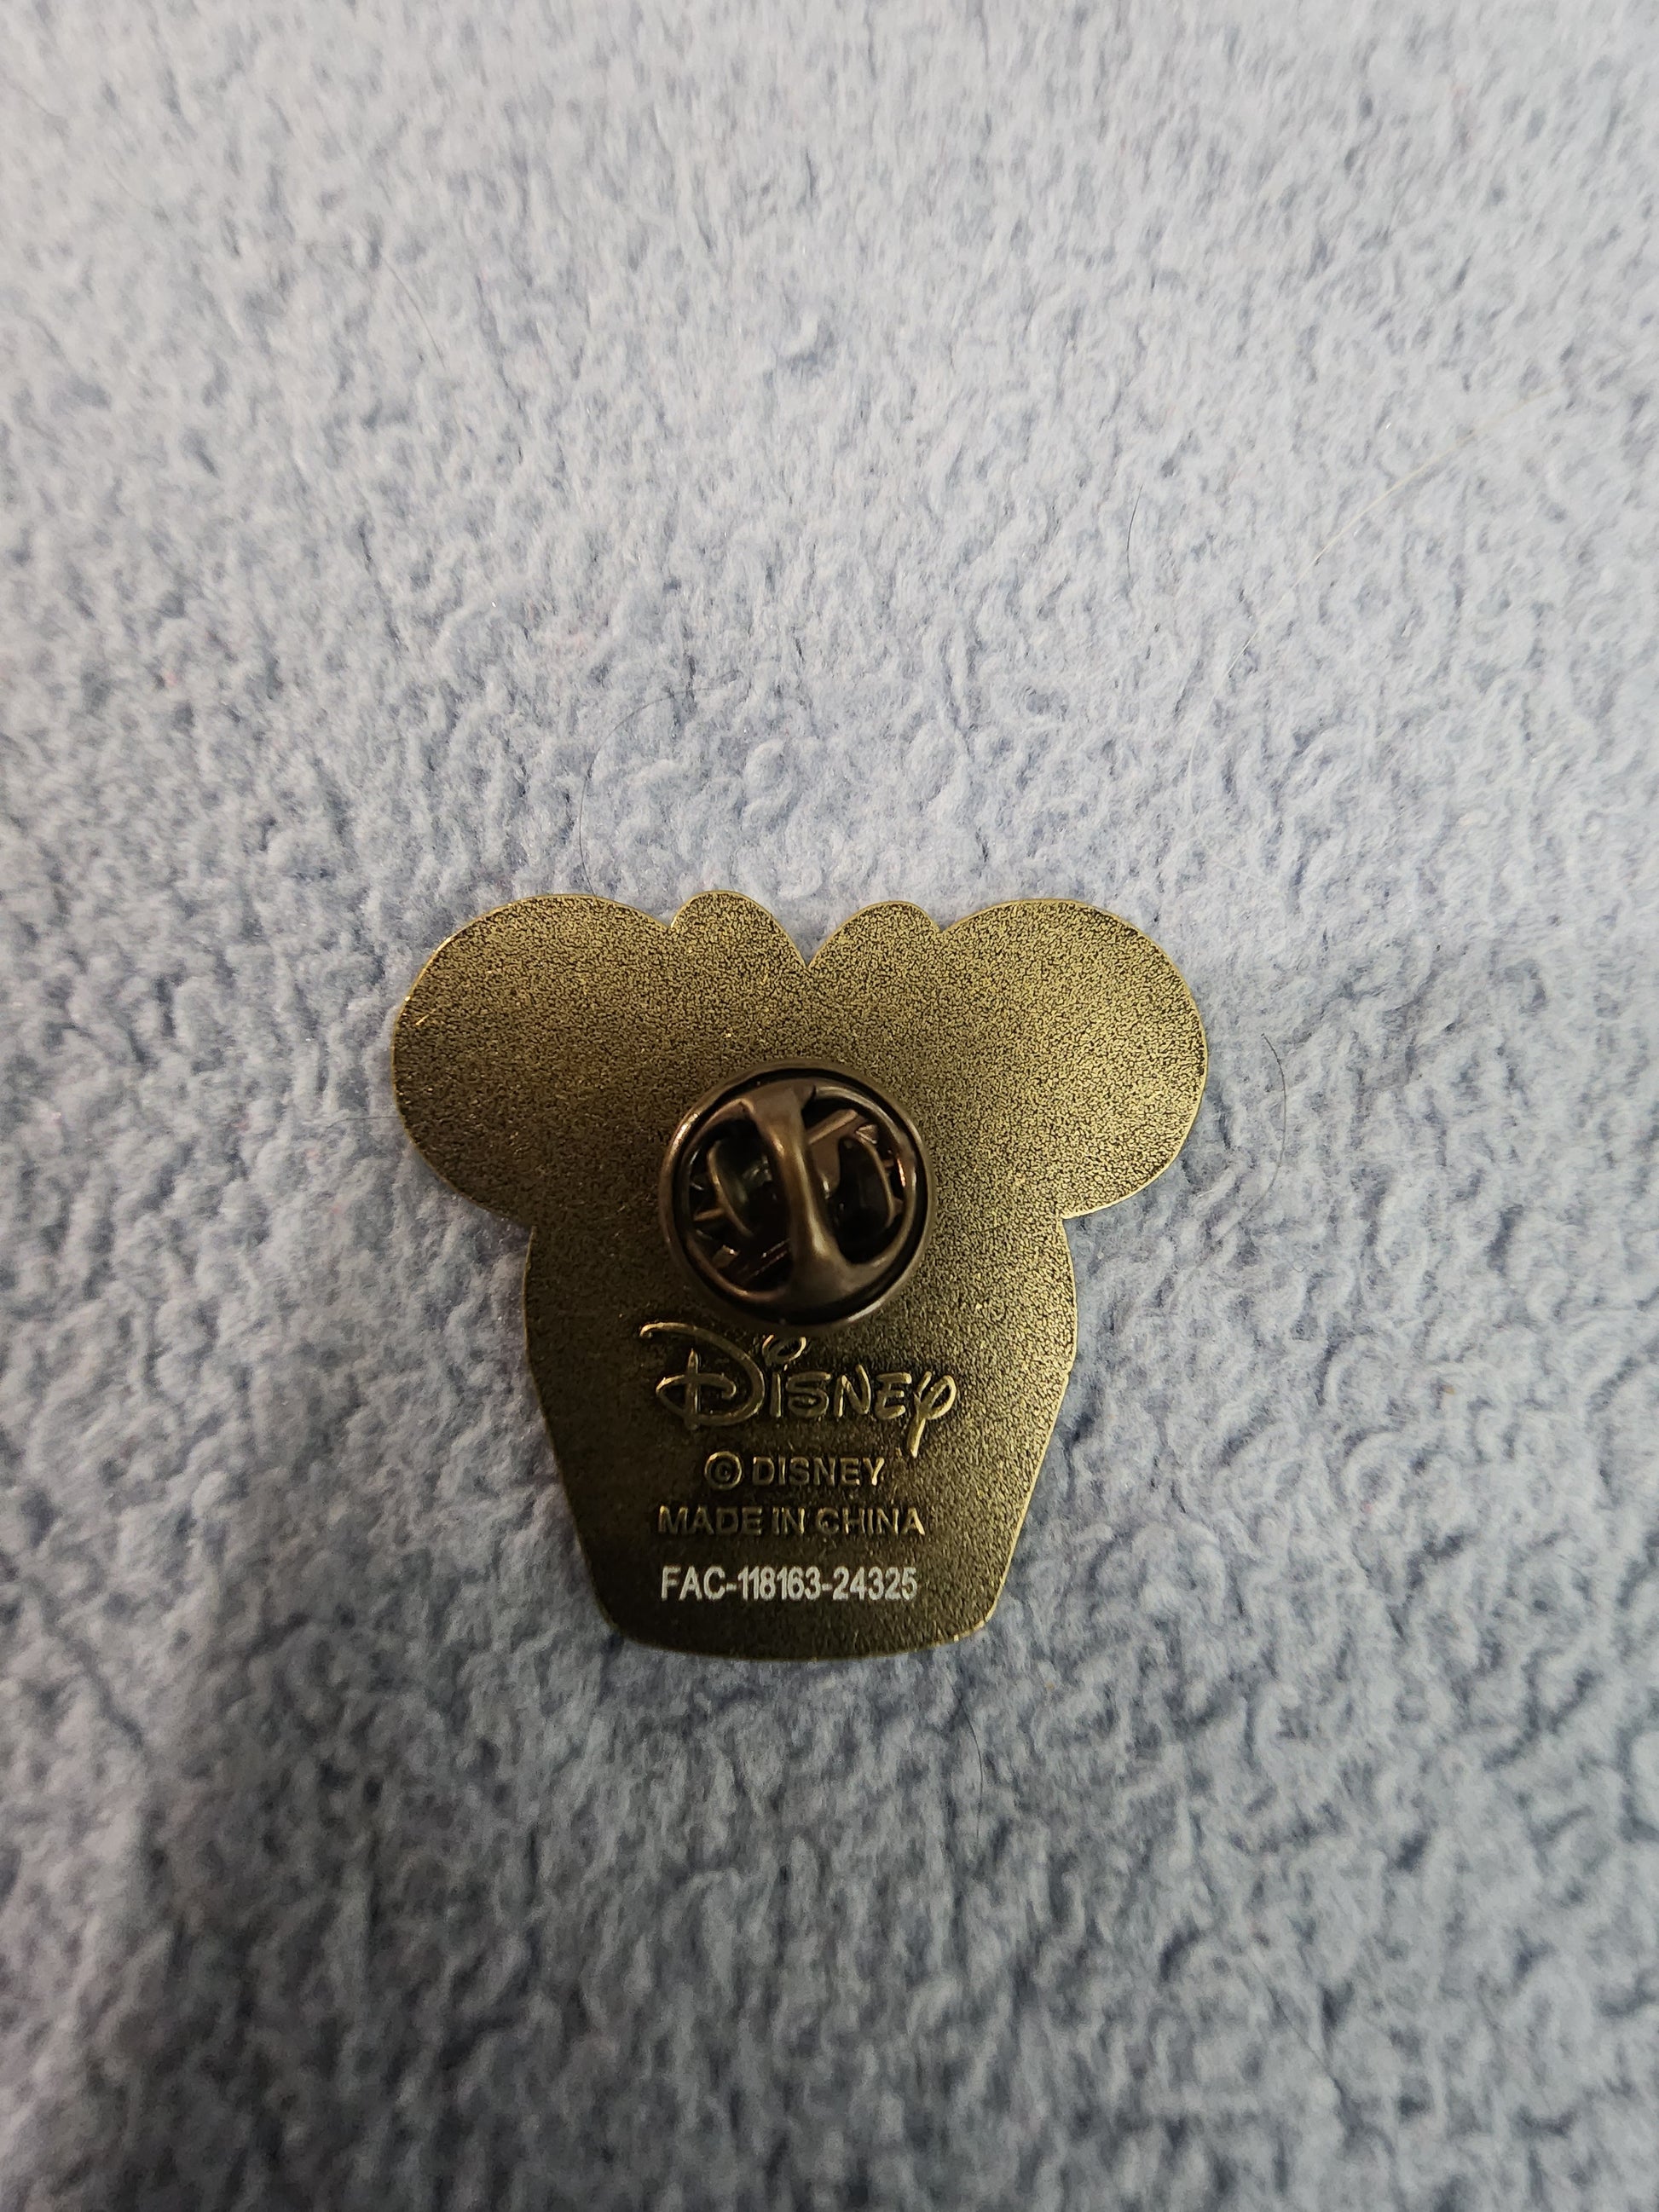 Disney
© DISNEY
MADE IN CHINA
FAC-118163-24325